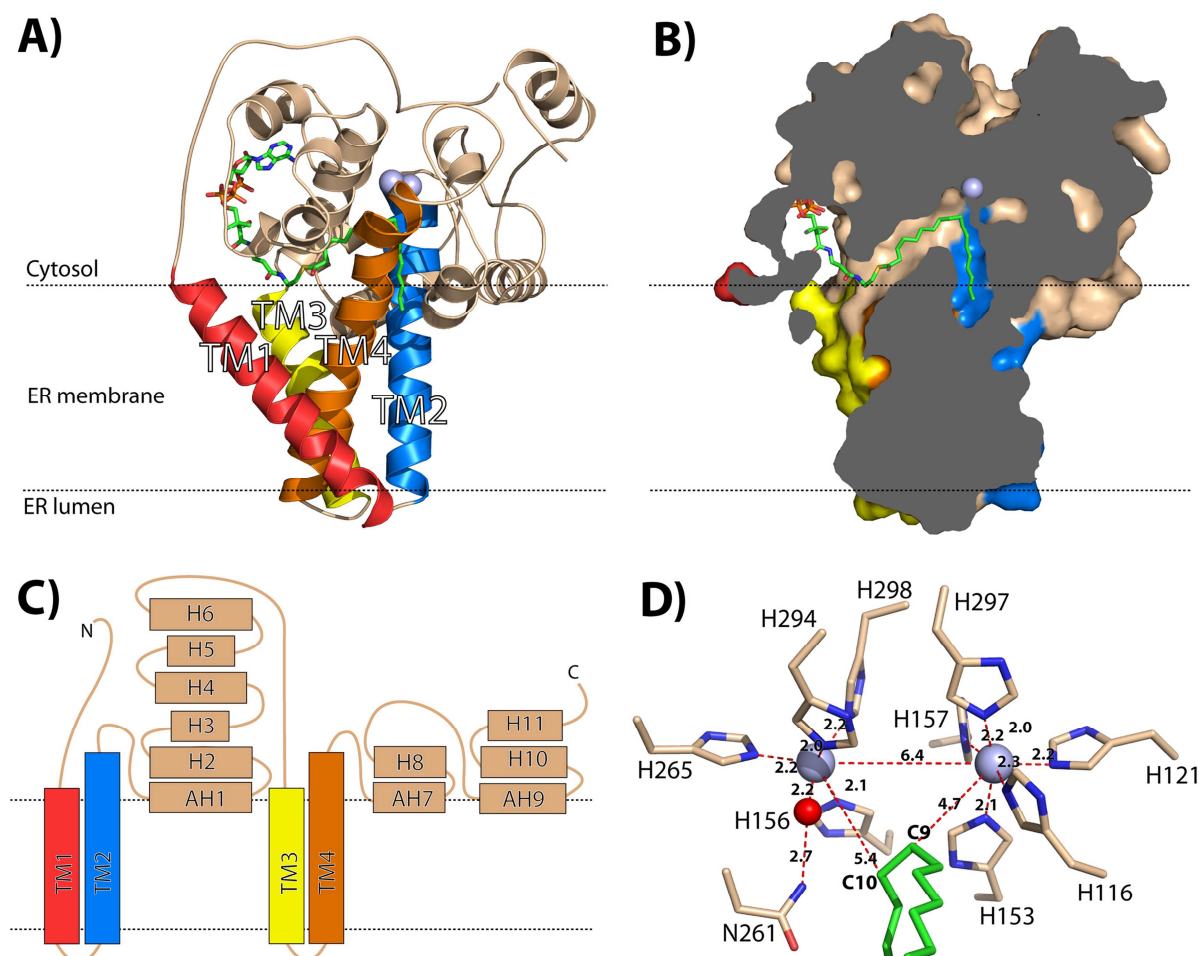 A)
Cytosol
TM3
TM1
TM4
ER membrane
TM2
ER lumen
B)
C)
N
H6
H5
H4
H3
H2
AH1
TM1
TM2
TM3
TM4
H8
AH7
C
H11
H10
AH9
D)
H298
H297
H294
H157
H265
H121
2.2
2.0
2.2
2.0
2.2
6.4
2.3
2.2
2.2
2.1
4.7
2.1
H156
C9
2.7
5.4
C10
H116
H153
N261